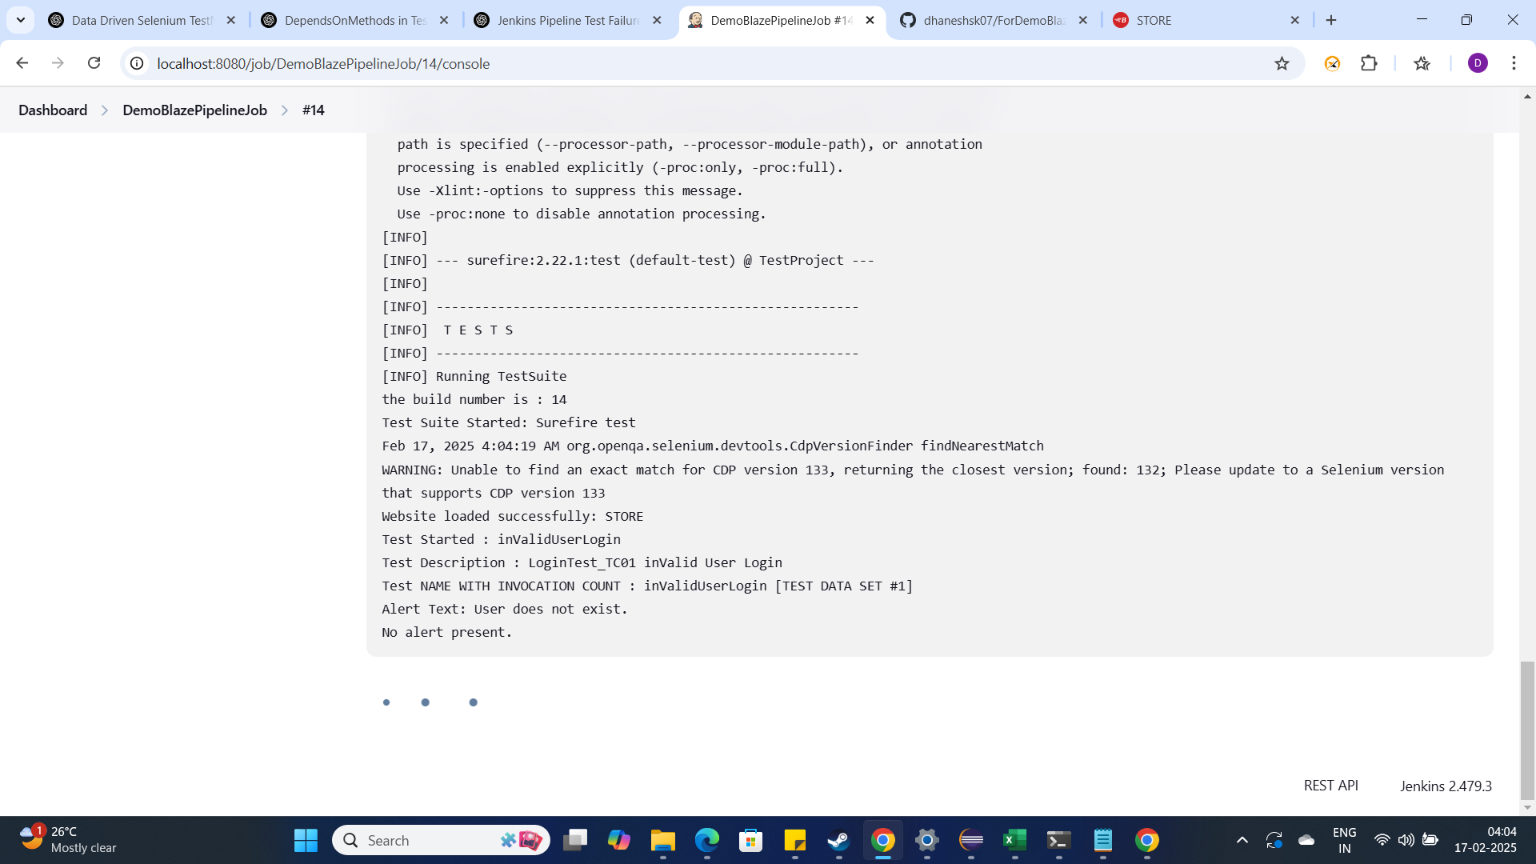 Data Driven Selenium Test
DependsOnMethods in Tes
Jenkins Pipeline Test Failure
DemoBlazePipelineJob #14
dhaneshsk07/ForDemoBla
STORE
localhost:8080/job/DemoBlazePipelineJob/14/console
D
Dashboard
DemoBlazePipelineJob
#14
path is specified (--processor-path, --processor-module-path), or annotation
processing is enabled explicitly (-proc:only, -proc:full).
Use -Xlint:-options to suppress this message.
Use -proc:none to disable annotation processing.
[INFO]
[INFO] --- surefire:2.22.1:test (default-test) @ TestProject ---
[INFO]
[INFO] -------------------------------------------------------
[INFO]  T E S T S
[INFO] -------------------------------------------------------
[INFO] Running TestSuite
the build number is : 14
Test Suite Started: Surefire test
Feb 17, 2025 4:04:19 AM org.openqa.selenium.devtools.CdpVersionFinder findNearestMatch
WARNING: Unable to find an exact match for CDP version 133, returning the closest version; found: 132; Please update to a Selenium version
that supports CDP version 133
Website loaded successfully: STORE
Test Started : inValidUserLogin
Test Description : LoginTest_TC01 inValid User Login
Test NAME WITH INVOCATION COUNT : inValidUserLogin [TEST DATA SET #1]
Alert Text: User does not exist.
No alert present.
REST API
Jenkins 2.479.3
1
26°C
Mostly clear
Search
ENG
IN
04:04
17-02-2025